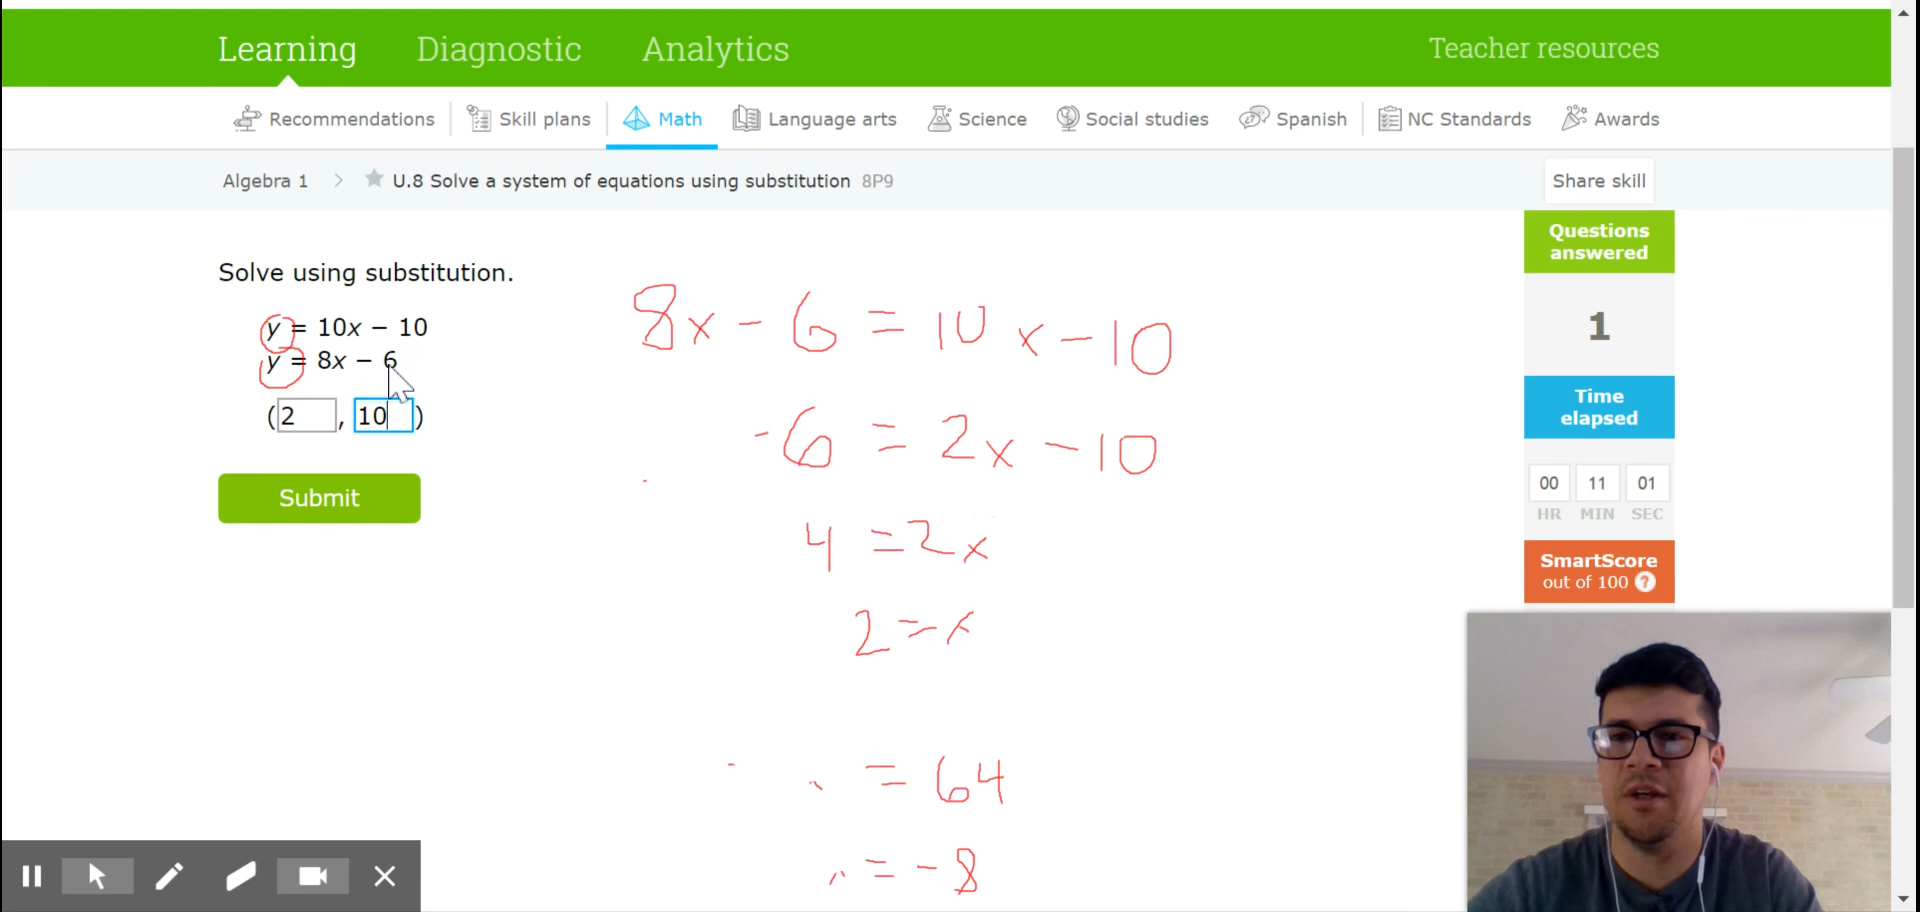 Learning Diagnostic Analytics Teacher resources
Recommendations Skill plans Math Language arts Science Social studies Spanish NC Standards Awards
Algebra 1 > U.8 Solve a system of equations using substitution 8P9 Share skill
Solve using substitution.
y = 10x − 10
y = 8x − 6
(2, 10)
Submit
8x − 6 = 10x − 10
-6 = 2x − 10
4 = 2x
2 = x
= 64
= -8
Questions
answered
1
Time
elapsed
00 11 01
HR MIN SEC
SmartScore
out of 100 ?